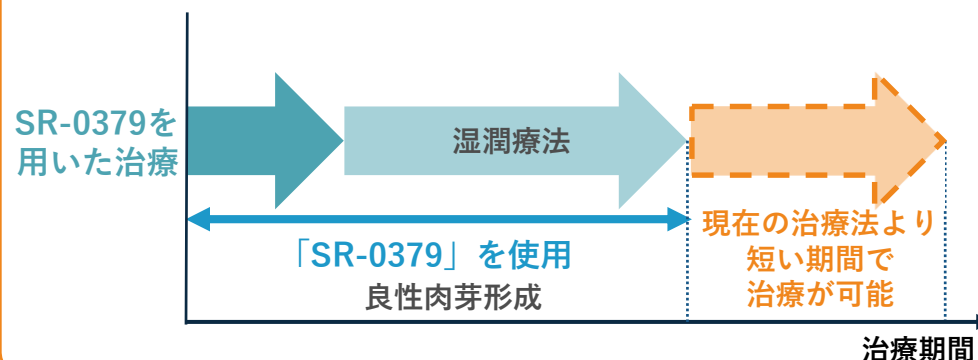 SR-0379を
用いた治療
湿潤療法
「SR-0379」を使用
良性肉芽形成
現在の治療法より
短い期間で
治療が可能
治療期間